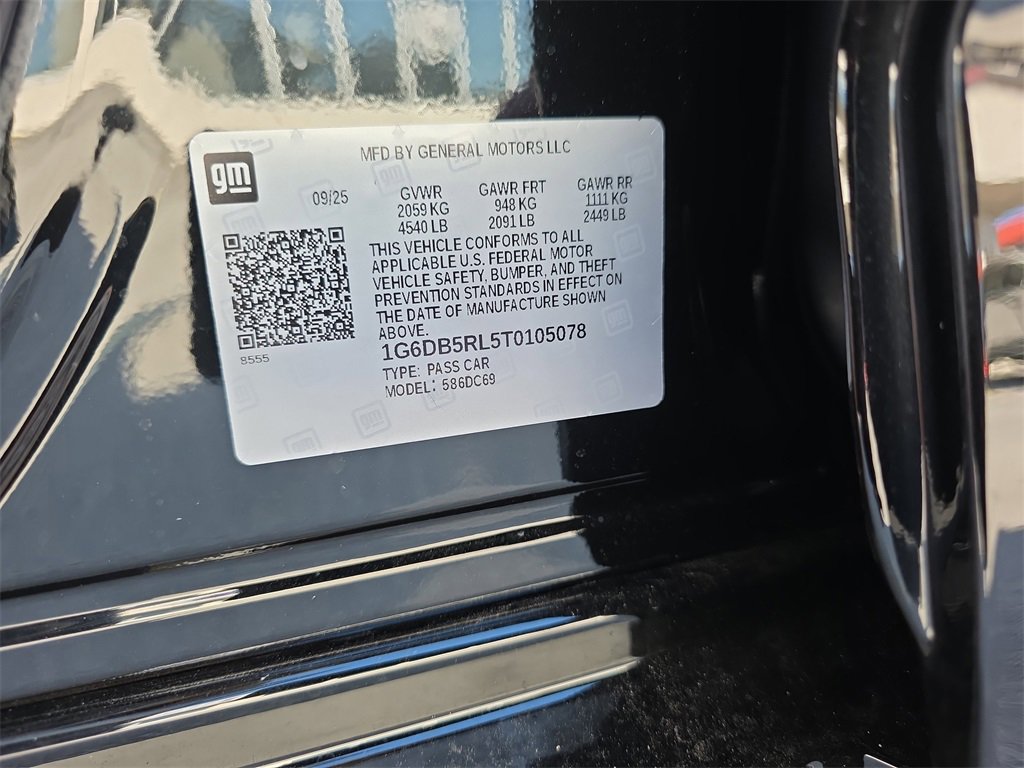 MFD BY GENERAL MOTORS LLC
gm
09/25
GVWR
2059 KG
4540 LB
GAWR FRT
948 KG
2091 LB
GAWR RR
1111 KG
2449 LB
THIS VEHICLE CONFORMS TO ALL
APPLICABLE U.S. FEDERAL MOTOR
VEHICLE SAFETY, BUMPER, AND THEFT
PREVENTION STANDARDS IN EFFECT ON
THE DATE OF MANUFACTURE SHOWN
ABOVE.
8555
1G6DB5RL5T0105078
TYPE: PASS CAR
MODEL: 586DC69